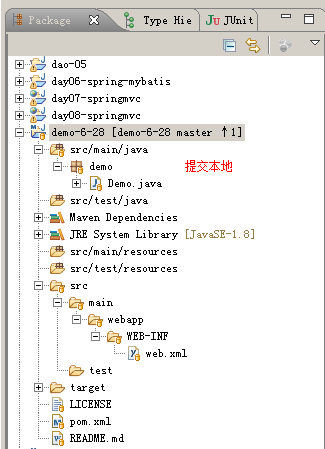 Package Type Hie JUnit
dao-05
day06-spring-mybatis
day07-springmvc
day08-springmvc
demo-6-28 [demo-6-28 master ↑1]
src/main/java
demo 提交本地
Demo.java
src/test/java
Maven Dependencies
JRE System Library [JavaSE-1.8]
src/main/resources
src/test/resources
src
main
webapp
WEB-INF
web.xml
test
target
LICENSE
pom.xml
README.md